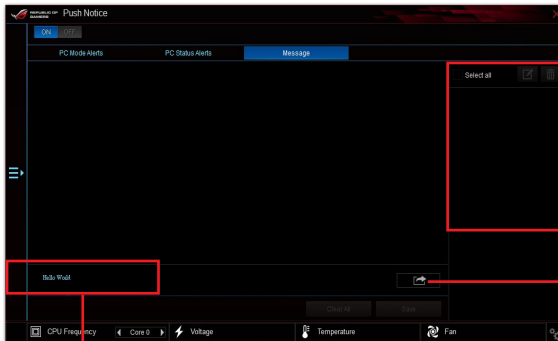 REPUBLIC OF GAMERS Push Notice
ON OFF
PC Mode Alerts PC Status Alerts Message
Select all
Hello World
Clear All Save
CPU Frequency Core 0 Voltage Temperature Fan